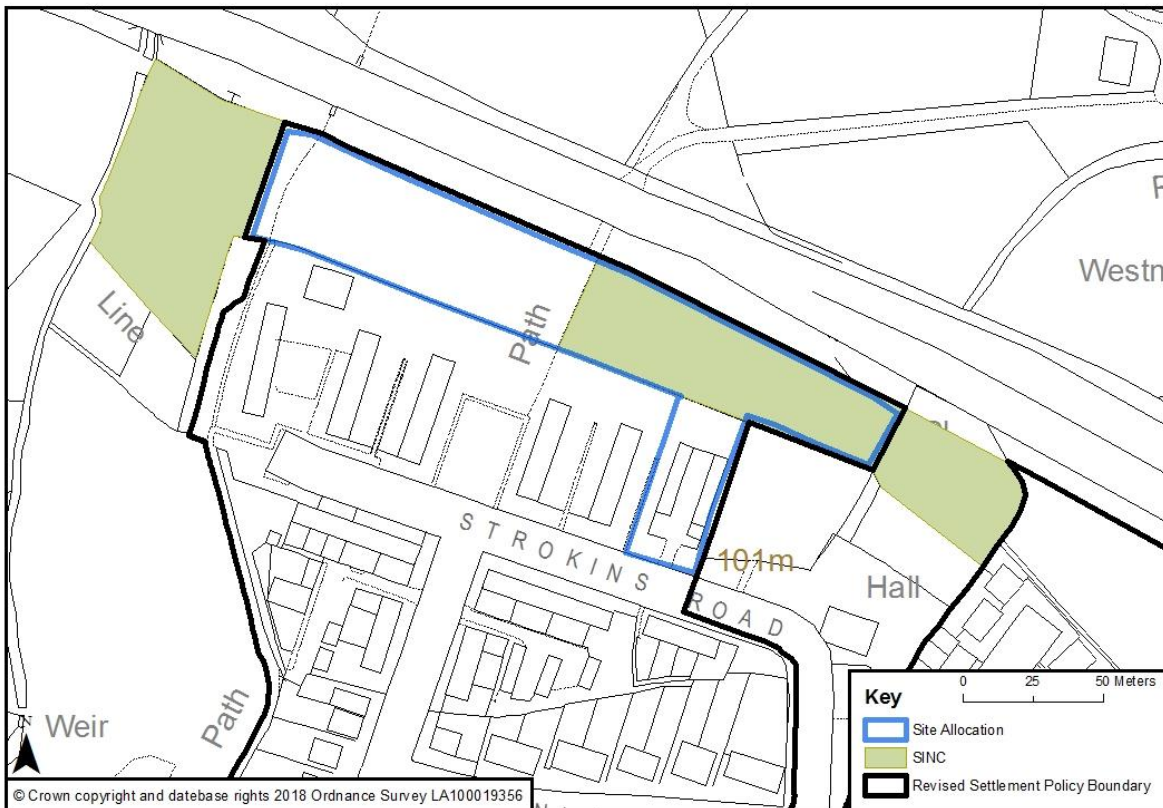 Line
Path
Westm
STROKINS ROAD
101m
Hall
Weir
Path
N
Key
0 25 50 Meters
Site Allocation
SINC
Revised Settlement Policy Boundary
© Crown copyright and datebase rights 2018 Ordnance Survey LA100019356